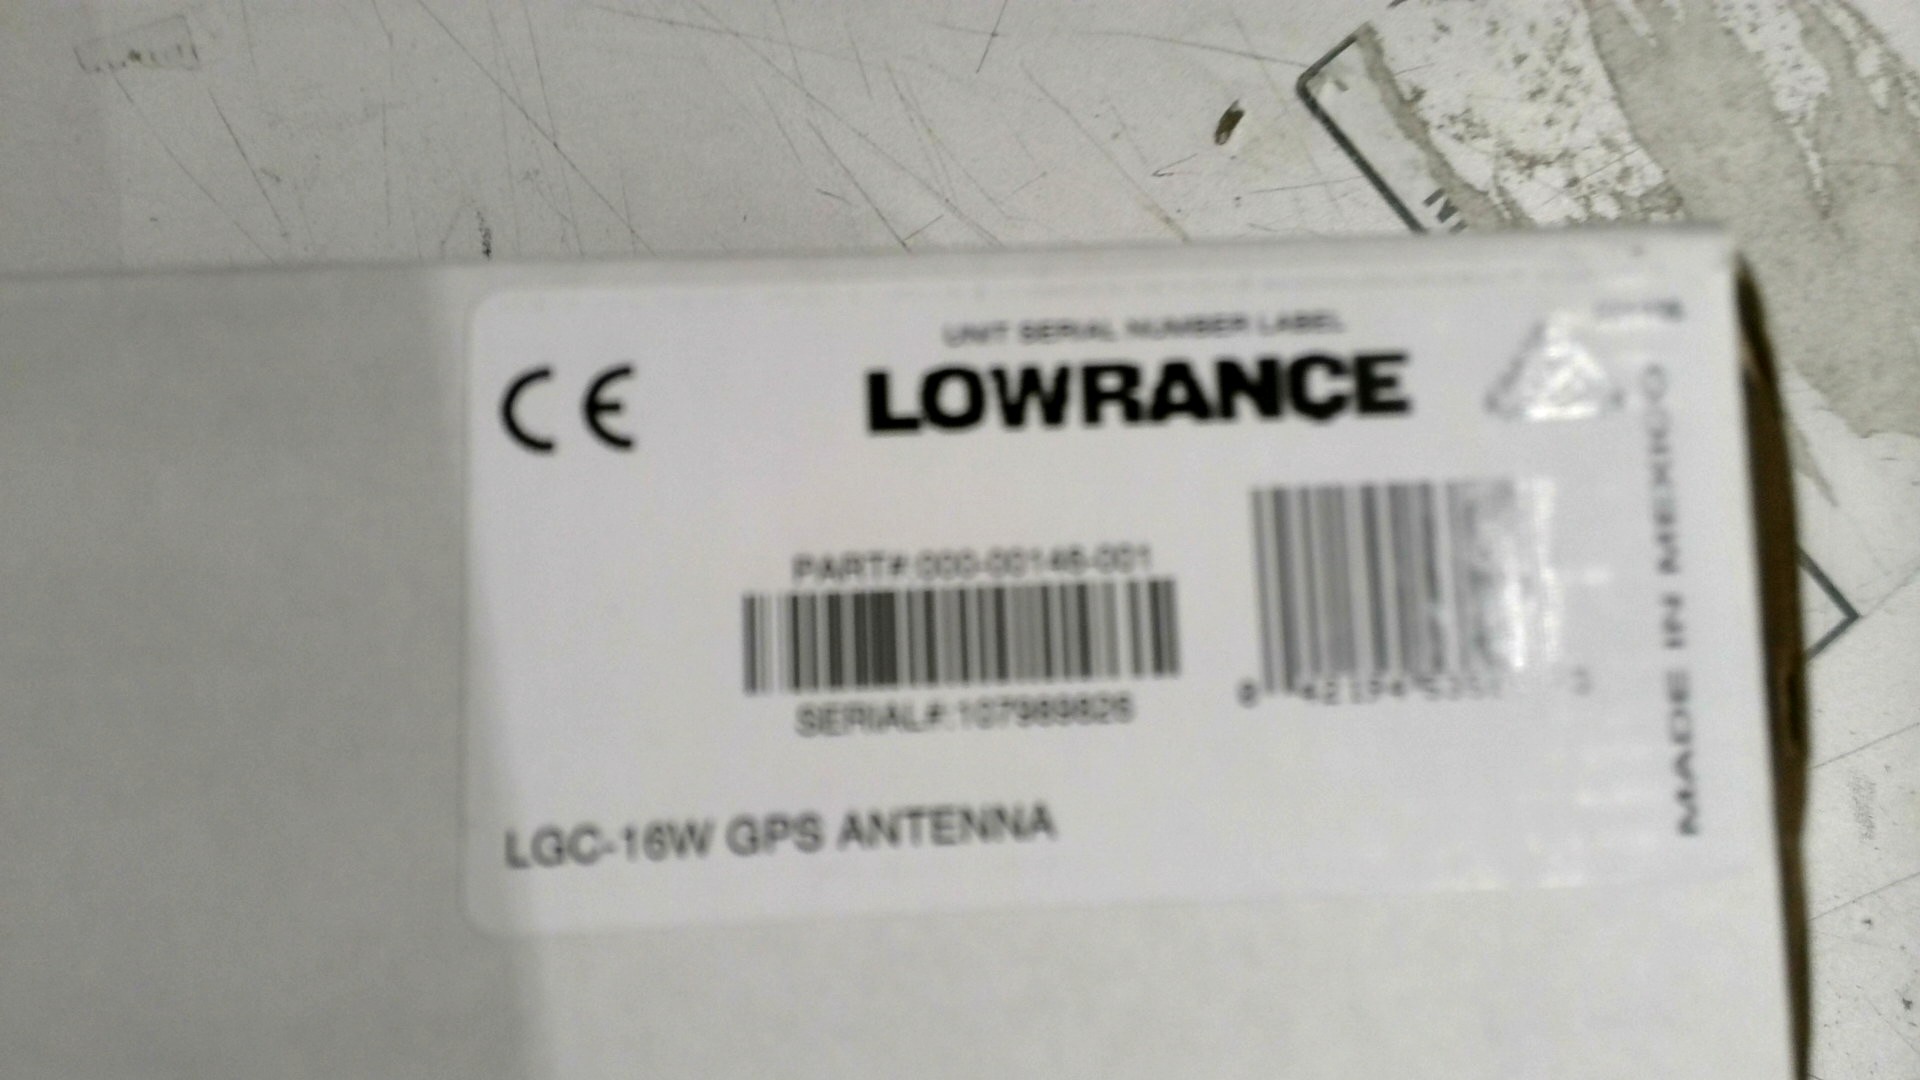 UNIT SERIAL NUMBER LABEL
CE
LOWRANCE
PART#:000-00146-001
SERIAL#:107989826
LGC-16W GPS ANTENNA
MADE IN MEXICO